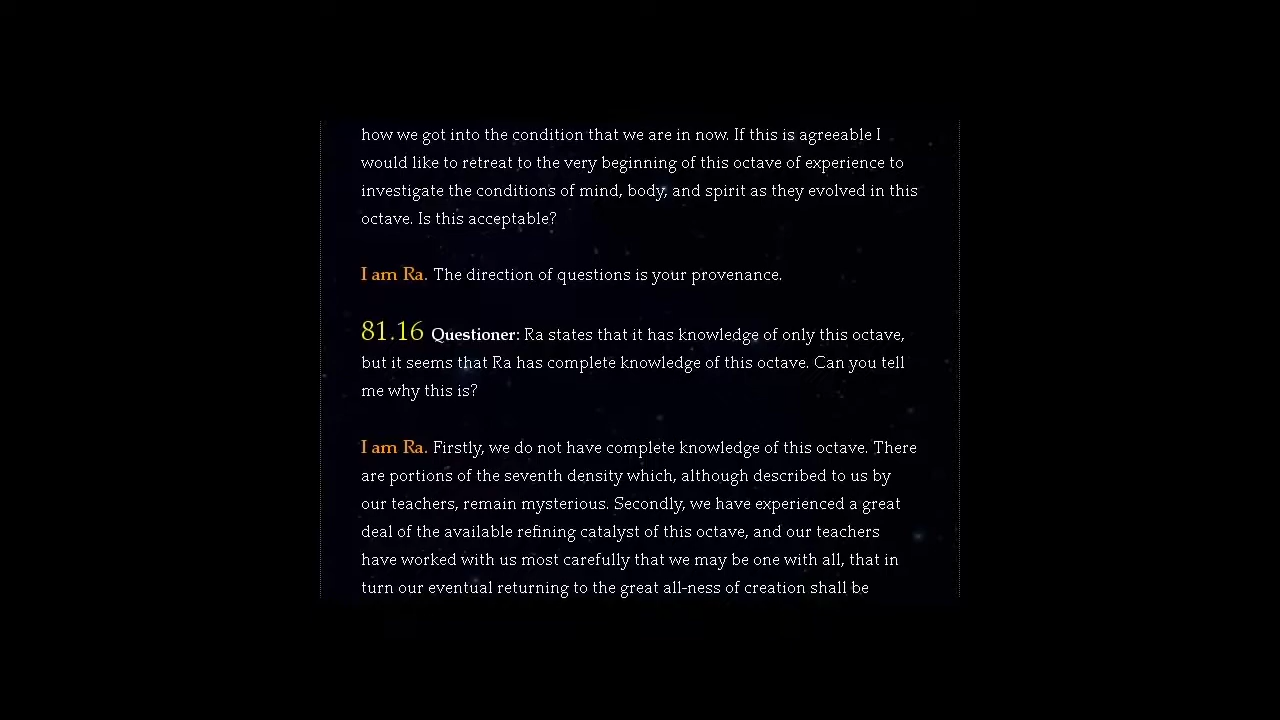 how we got into the condition that we are in now. If this is agreeable I
would like to retreat to the very beginning of this octave of experience to
investigate the conditions of mind, body, and spirit as they evolved in this
octave. Is this acceptable?
I am Ra. The direction of questions is your provenance.
81.16 Questioner: Ra states that it has knowledge of only this octave,
but it seems that Ra has complete knowledge of this octave. Can you tell
me why this is?
I am Ra. Firstly, we do not have complete knowledge of this octave. There
are portions of the seventh density which, although described to us by
our teachers, remain mysterious. Secondly, we have experienced a great
deal of the available refining catalyst of this octave, and our teachers
have worked with us most carefully that we may be one with all, that in
turn our eventual returning to the great all-ness of creation shall be